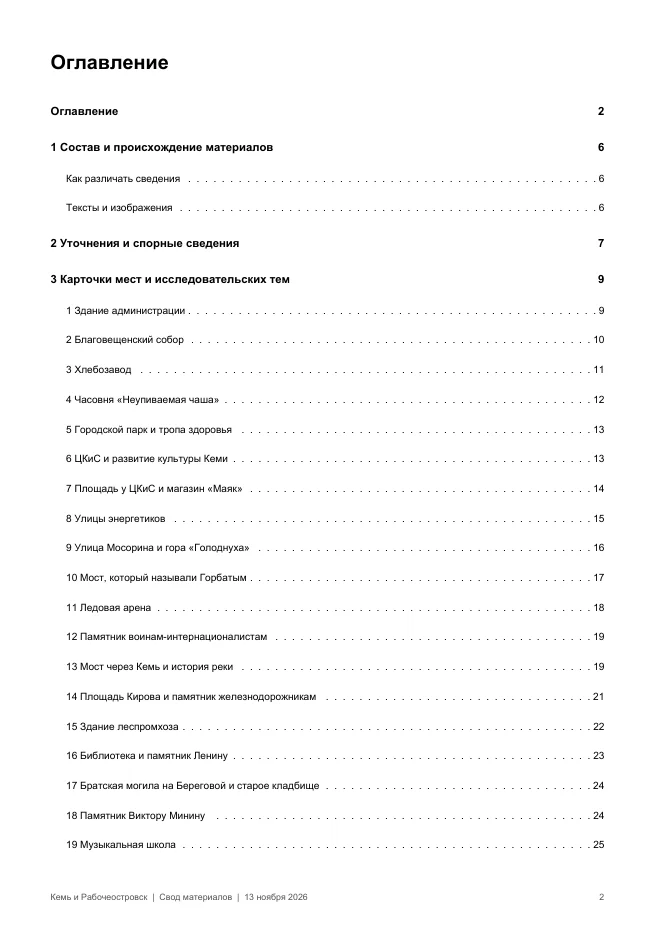 Оглавление
Оглавление 2
1 Состав и происхождение материалов 6
Как различать сведения . . . . . . . . . . 6
Тексты и изображения . . . . . . . . . . 6
2 Уточнения и спорные сведения 7
3 Карточки мест и исследовательских тем 9
1 Здание администрации . . . . . . . . . . 9
2 Благовещенский собор . . . . . . . . . . 10
3 Хлебозавод . . . . . . . . . . 11
4 Часовня «Неупиваемая чаша» . . . . . . . . . . 12
5 Городской парк и тропа здоровья . . . . . . . . . . 13
6 ЦКиС и развитие культуры Кеми . . . . . . . . . . 13
7 Площадь у ЦКиС и магазин «Маяк» . . . . . . . . . . 14
8 Улицы энергетиков . . . . . . . . . . 15
9 Улица Мосорина и гора «Голоднуха» . . . . . . . . . . 16
10 Мост, который называли Горбатым . . . . . . . . . . 17
11 Ледовая арена . . . . . . . . . . 18
12 Памятник воинам-интернационалистам . . . . . . . . . . 19
13 Мост через Кемь и история реки . . . . . . . . . . 19
14 Площадь Кирова и памятник железнодорожникам . . . . . . . . . . 21
15 Здание леспромхоза . . . . . . . . . . 22
16 Библиотека и памятник Ленину . . . . . . . . . . 23
17 Братская могила на Береговой и старое кладбище . . . . . . . . . . 24
18 Памятник Виктору Минину . . . . . . . . . . 24
19 Музыкальная школа . . . . . . . . . . 25
Кемь и Рабочеостровск | Свод материалов | 13 ноября 2026 2